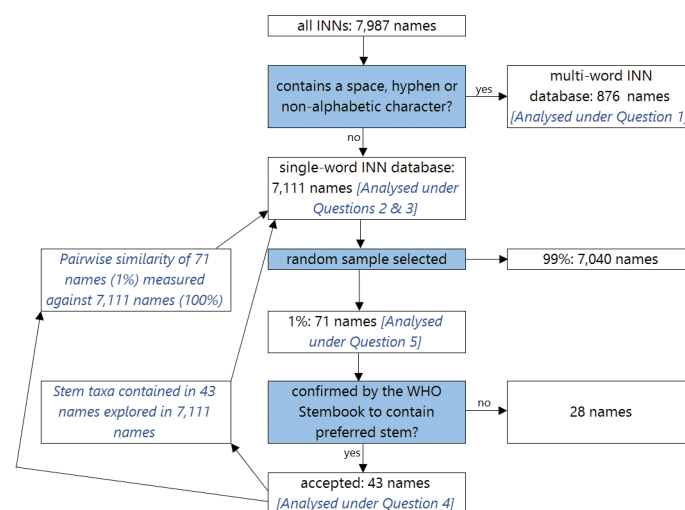 all INNs: 7,987 names
contains a space, hyphen or
non-alphabetic character?
yes
multi-word INN
database: 876 names
[Analysed under Question 1]
no
single-word INN database:
7,111 names [Analysed under
Questions 2 & 3]
Pairwise similarity of 71
names (1%) measured
against 7,111 names (100%)
random sample selected
99%: 7,040 names
1%: 71 names [Analysed
under Question 5]
Stem taxa contained in 43
names explored in 7,111
names
confirmed by the WHO
Stembook to contain
preferred stem?
no
28 names
yes
accepted: 43 names
[Analysed under Question 4]